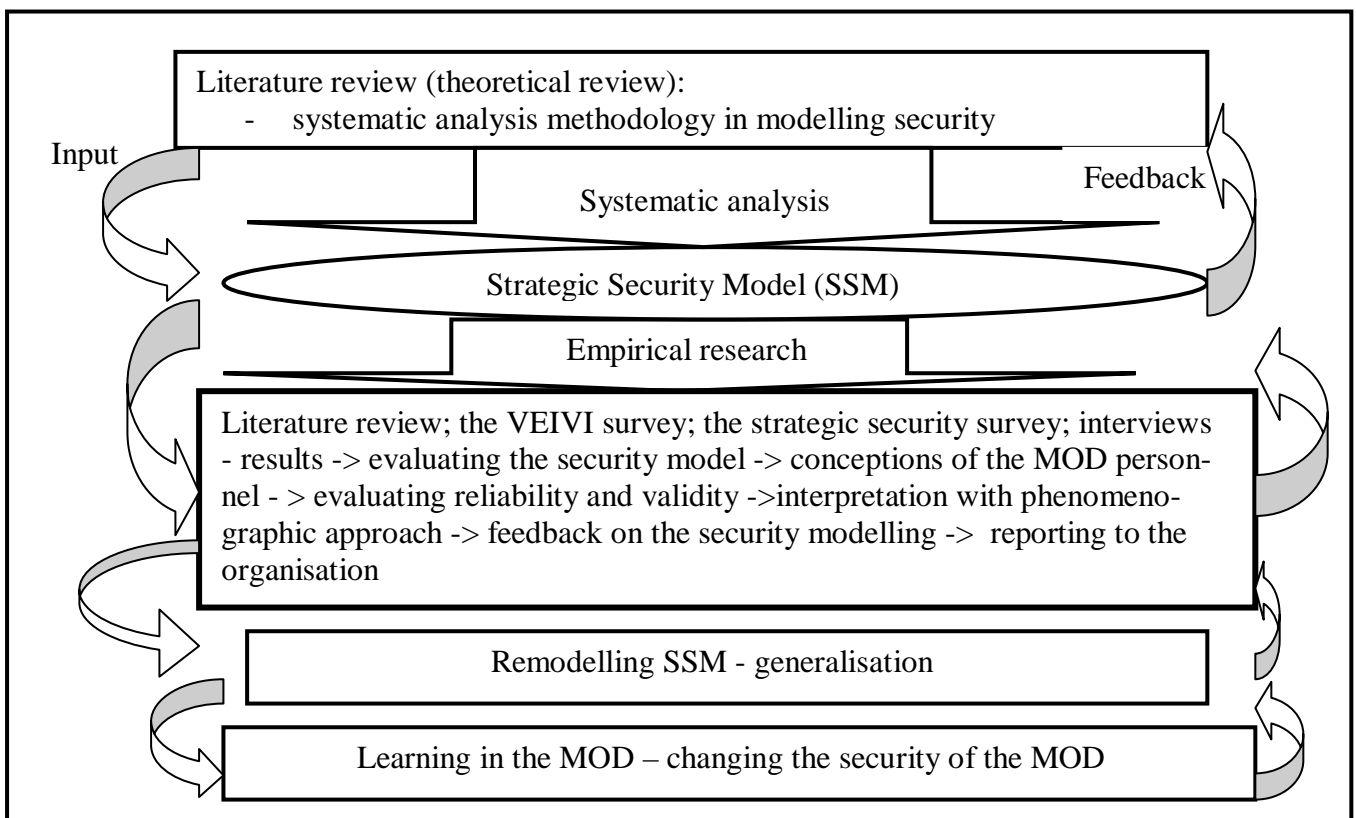 Literature review (theoretical review):
- systematic analysis methodology in modelling security
Input
Feedback
Systematic analysis
Strategic Security Model (SSM)
Empirical research
Literature review; the VEIVI survey; the strategic security survey; interviews
- results -> evaluating the security model -> conceptions of the MOD person-
nel - > evaluating reliability and validity ->interpretation with phenomeno-
graphic approach -> feedback on the security modelling -> reporting to the
organisation
Remodelling SSM - generalisation
Learning in the MOD – changing the security of the MOD